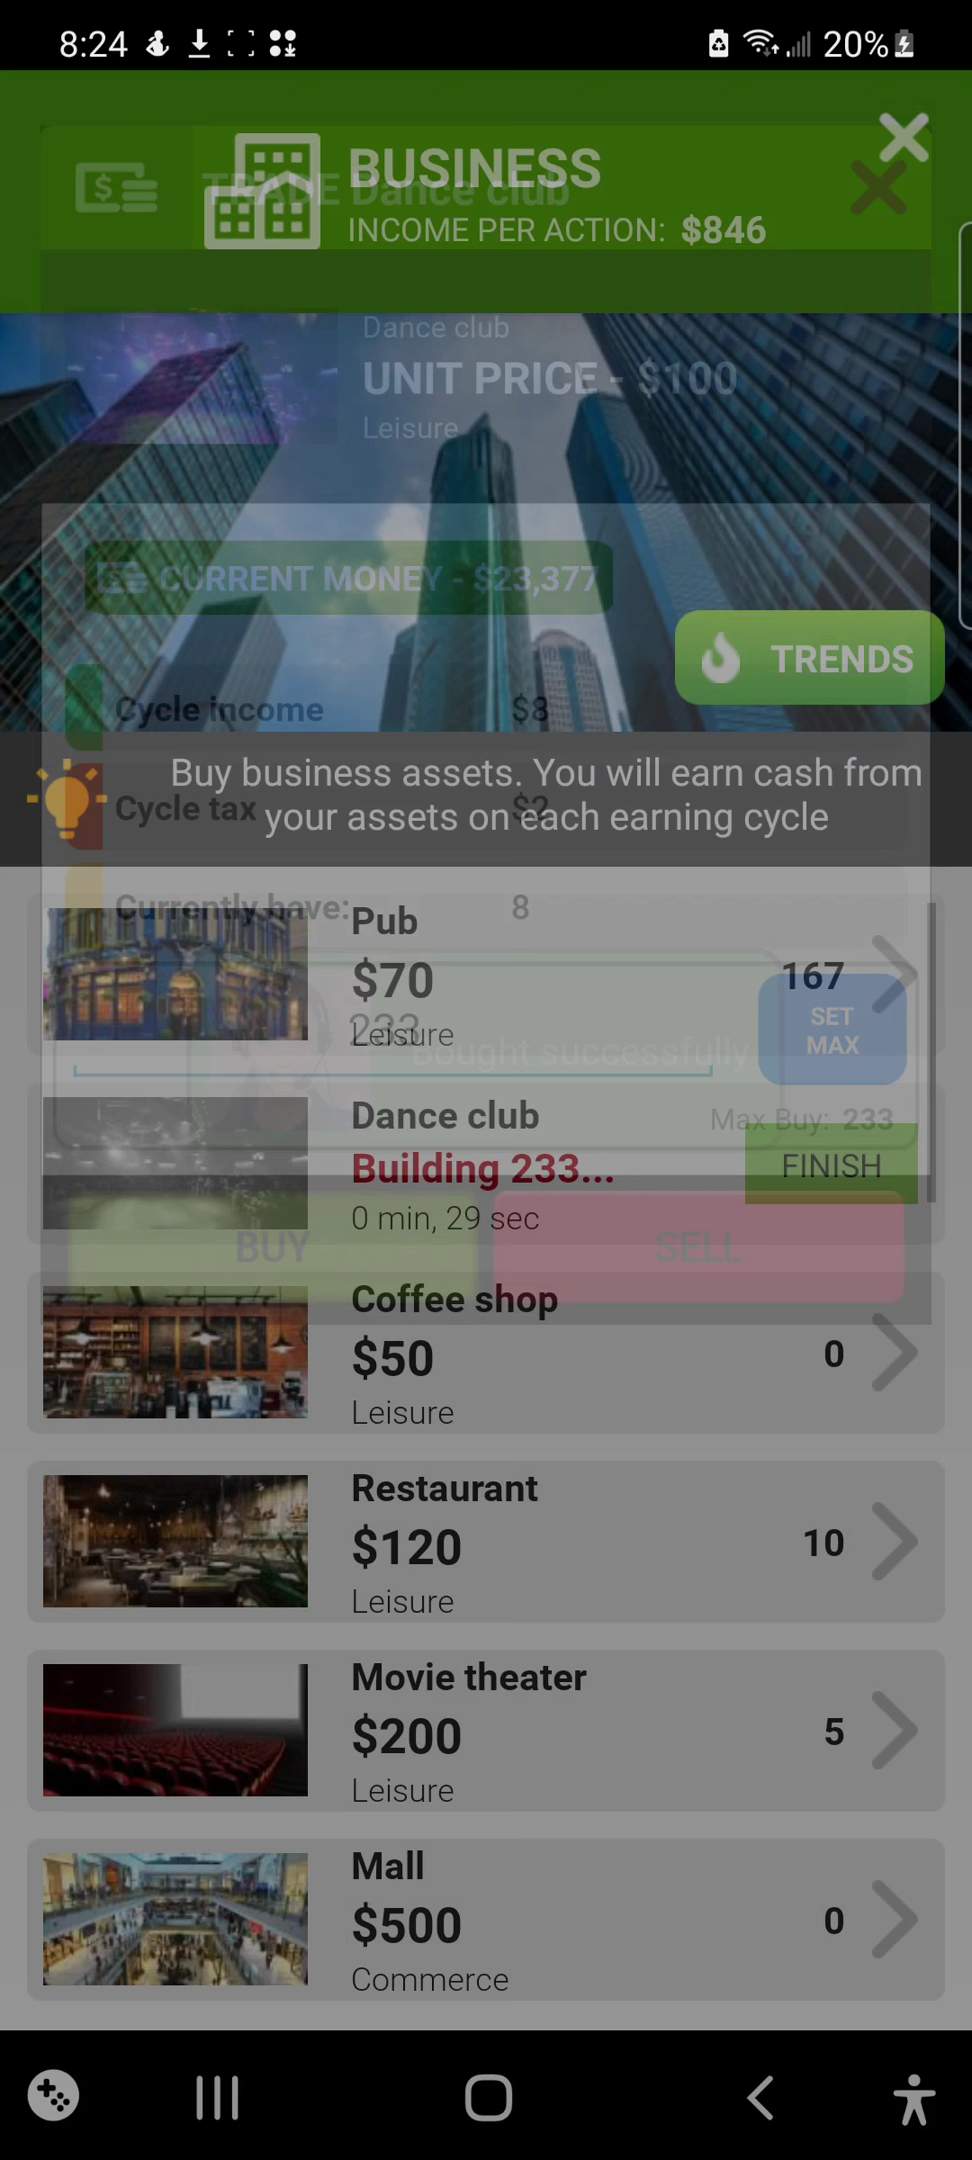 8:24
20%
BUSINESS
TRADE Dance club
INCOME PER ACTION: $846
Dance club
UNIT PRICE - $100
Leisure
CURRENT MONEY - $23,377
TRENDS
Cycle income $8
Buy business assets. You will earn cash from
Cycle tax $2
your assets on each earning cycle
Currently have: 8
Pub
$70
167
233
Leisure
SET
MAX
Bought successfully
Dance club
Max Buy: 233
Building 233...
FINISH
0 min, 29 sec
BUY
SELL
Coffee shop
$50
0
Leisure
Restaurant
$120
10
Leisure
Movie theater
$200
5
Leisure
Mall
$500
0
Commerce